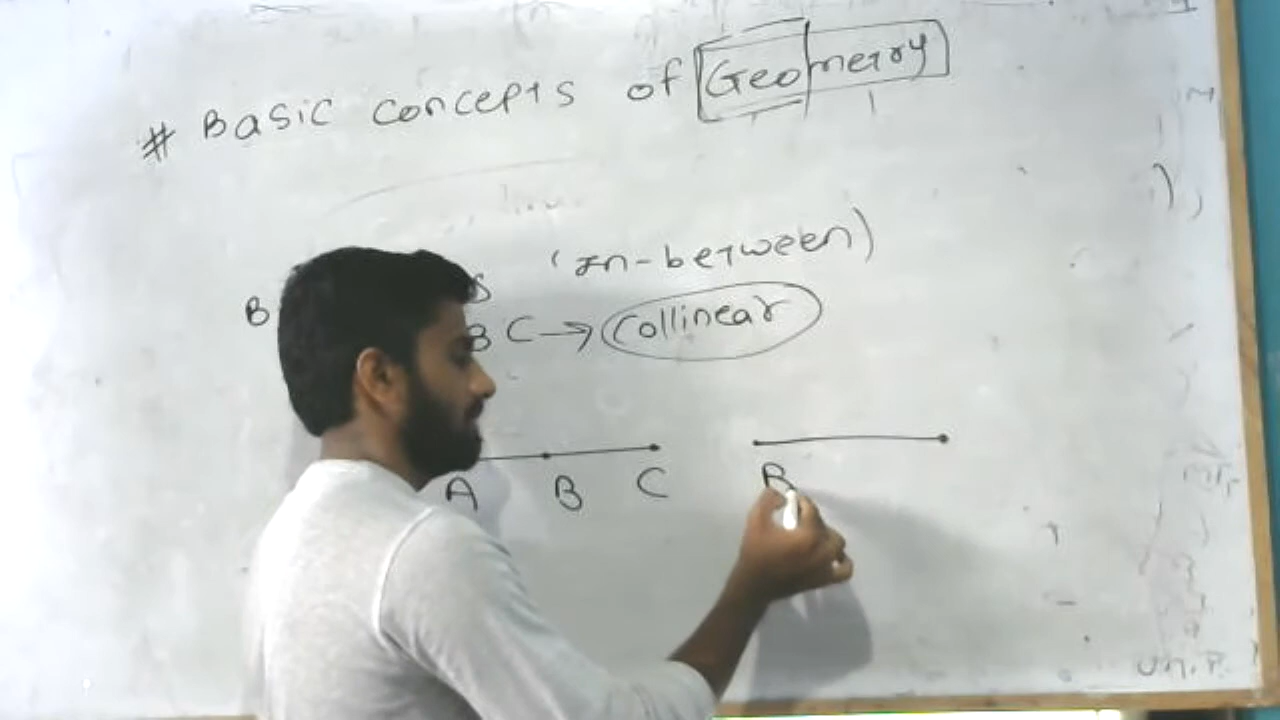 # Basic concepts of Geometry
B s (In-between)
B C → Collinear
A B C
B